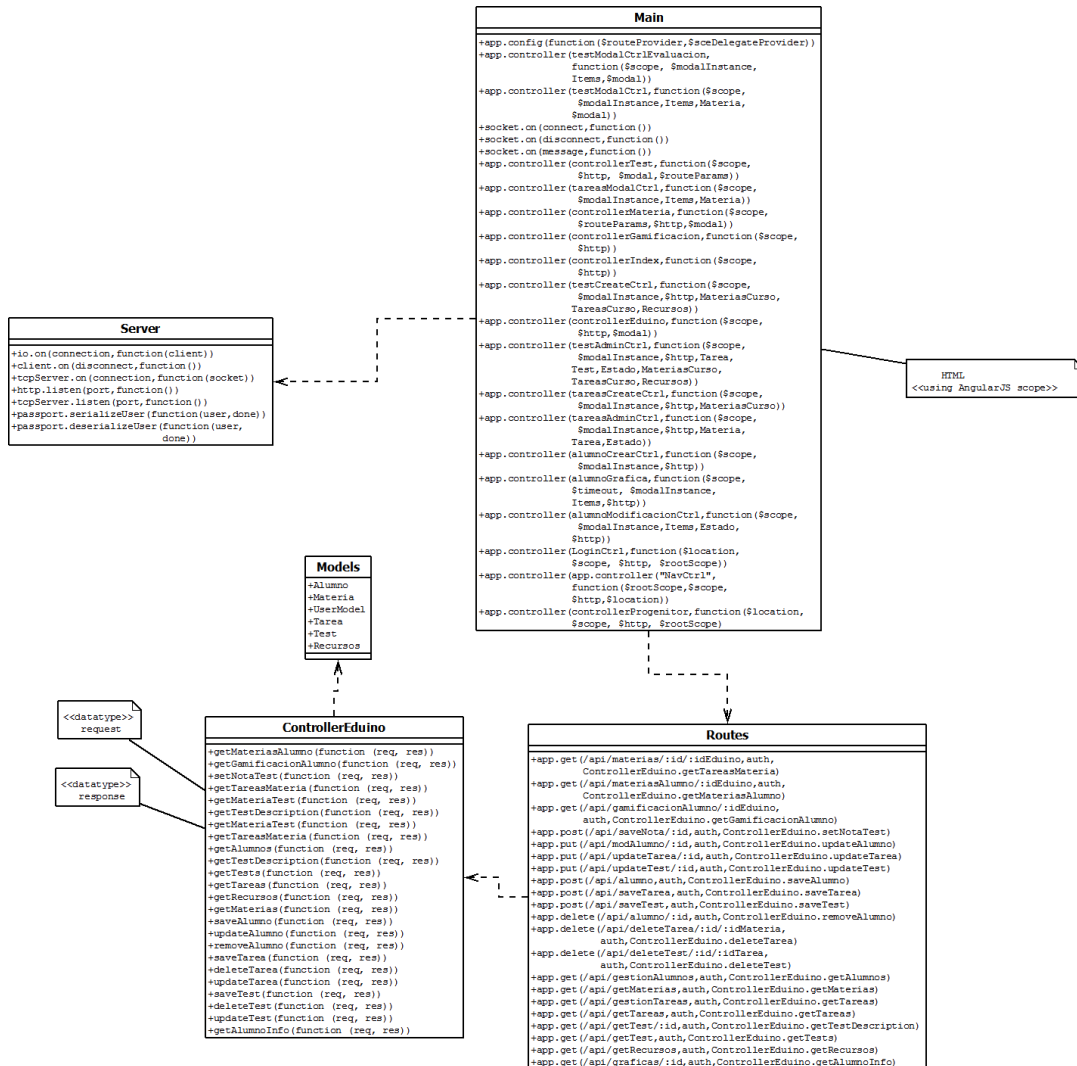 Main
+app.config(function($routeProvider,$sceDelegateProvider))
+app.controller(testModalCtrlEvaluacion,
function($scope, $modalInstance,
Items,$modal))
+app.controller(testModalCtrl,function($scope,
$modalInstance,Items,Materia,
$modal))
+socket.on(connect,function())
+socket.on(disconnect,function())
+socket.on(message,function())
+app.controller(controllerTest,function($scope,
$http, $modal,$routeParams))
+app.controller(tareasModalCtrl,function($scope,
$modalInstance,Items,Materia))
+app.controller(controllerMateria,function($scope,
$routeParams,$http,$modal))
+app.controller(controllerGamificacion,function($scope,
$http))
+app.controller(controllerIndex,function($scope,
$http))
+app.controller(testCreateCtrl,function($scope,
$modalInstance,$http,MateriasCurso,
TareasCurso,Recursos))
+app.controller(controllerEduino,function($scope,
$http,$modal))
+app.controller(testAdminCtrl,function($scope,
$modalInstance,$http,Tarea,
Test,Estado,MateriasCurso,
TareasCurso,Recursos))
+app.controller(tareasCreateCtrl,function($scope,
$modalInstance,$http,MateriasCurso))
+app.controller(tareasAdminCtrl,function($scope,
$modalInstance,$http,Materia,
Tarea,Estado))
+app.controller(alumnoCrearCtrl,function($scope,
$modalInstance,$http))
+app.controller(alumnoGrafica,function($scope,
$timeout, $modalInstance,
Items,$http))
+app.controller(alumnoModificacionCtrl,function($scope,
$modalInstance,Items,Estado,
$http))
+app.controller(LoginCtrl,function($location,
$scope, $http, $rootScope))
+app.controller(app.controller("NavCtrl",
function($rootScope,$scope,
$http,$location))
+app.controller(controllerProgenitor,function($location,
$scope, $http, $rootScope)
Server
+io.on(connection,function(client))
+client.on(disconnect,function())
+tcpServer.on(connection,function(socket))
+http.listen(port,function())
+tcpServer.listen(port,function())
+passport.serializeUser(function(user,done))
+passport.deserializeUser(function(user,
done))
HTML
<<using AngularJS scope>>
Models
+Alumno
+Materia
+UserModel
+Tarea
+Test
+Recursos
<<datatype>>
request
<<datatype>>
response
ControllerEduino
+getMateriasAlumno(function (req, res))
+getGamificacionAlumno(function (req, res))
+setNotaTest(function (req, res))
+getTareasMateria(function (req, res))
+getMateriaTest(function (req, res))
+getTestDescription(function (req, res))
+getMateriaTest(function (req, res))
+getTareasMateria(function (req, res))
+getAlumnos(function (req, res))
+getTestDescription(function (req, res))
+getTests(function (req, res))
+getTareas(function (req, res))
+getRecursos(function (req, res))
+getMaterias(function (req, res))
+saveAlumno(function (req, res))
+updateAlumno(function (req, res))
+removeAlumno(function (req, res))
+saveTarea(function (req, res))
+deleteTarea(function (req, res))
+updateTarea(function (req, res))
+saveTest(function (req, res))
+deleteTest(function (req, res))
+updateTest(function (req, res))
+getAlumnoInfo(function (req, res))
Routes
+app.get(/api/materias/:id/:idEduino,auth,
ControllerEduino.getTareasMateria)
+app.get(/api/materiasAlumno/:idEduino,auth,
ControllerEduino.getMateriasAlumno)
+app.get(/api/gamificacionAlumno/:idEduino,
auth,ControllerEduino.getGamificacionAlumno)
+app.post(/api/saveNota/:id,auth,ControllerEduino.setNotaTest)
+app.put(/api/modAlumno/:id,auth,ControllerEduino.updateAlumno)
+app.put(/api/updateTarea/:id,auth,ControllerEduino.updateTarea)
+app.put(/api/updateTest/:id,auth,ControllerEduino.updateTest)
+app.post(/api/alumno,auth,ControllerEduino.saveAlumno)
+app.post(/api/saveTarea,auth,ControllerEduino.saveTarea)
+app.post(/api/saveTest,auth,ControllerEduino.saveTest)
+app.delete(/api/alumno/:id,auth,ControllerEduino.removeAlumno)
+app.delete(/api/deleteTarea/:id/:idMateria,
auth,ControllerEduino.deleteTarea)
+app.delete(/api/deleteTest/:id/:idTarea,
auth,ControllerEduino.deleteTest)
+app.get(/api/gestionAlumnos,auth,ControllerEduino.getAlumnos)
+app.get(/api/getMaterias,auth,ControllerEduino.getMaterias)
+app.get(/api/gestionTareas,auth,ControllerEduino.getTareas)
+app.get(/api/getTareas,auth,ControllerEduino.getTareas)
+app.get(/api/getTest/:id,auth,ControllerEduino.getTestDescription)
+app.get(/api/getTest,auth,ControllerEduino.getTests)
+app.get(/api/getRecursos,auth,ControllerEduino.getRecursos)
+app.get(/api/graficas/:id,auth,ControllerEduino.getAlumnoInfo)